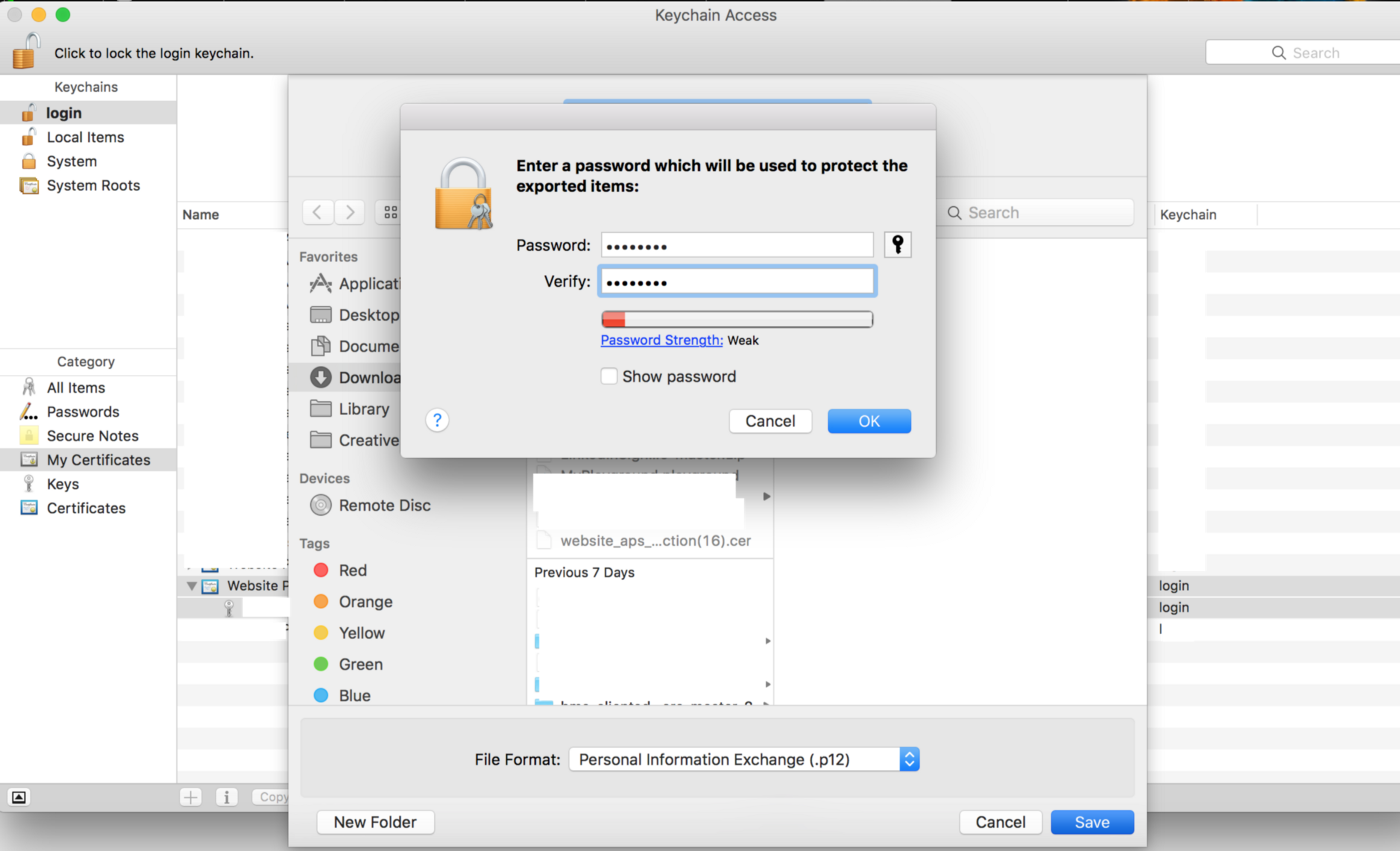 Keychain Access
Click to lock the login keychain.
Search
Keychains
login
Local Items
System
System Roots
Category
All Items
Passwords
Secure Notes
My Certificates
Keys
Certificates
Name
Keychain
Website P
login
login
Copy
Search
Favorites
Applicati
Desktop
Docume
Downloa
Library
Creative
Devices
Remote Disc
Tags
Red
Orange
Yellow
Green
Blue
website_aps_...ction(16).cer
Previous 7 Days
Enter a password which will be used to protect the
exported items:
Password: ••••••••
Verify: ••••••••
Password Strength: Weak
Show password
?
Cancel
OK
File Format: Personal Information Exchange (.p12)
New Folder
Cancel
Save